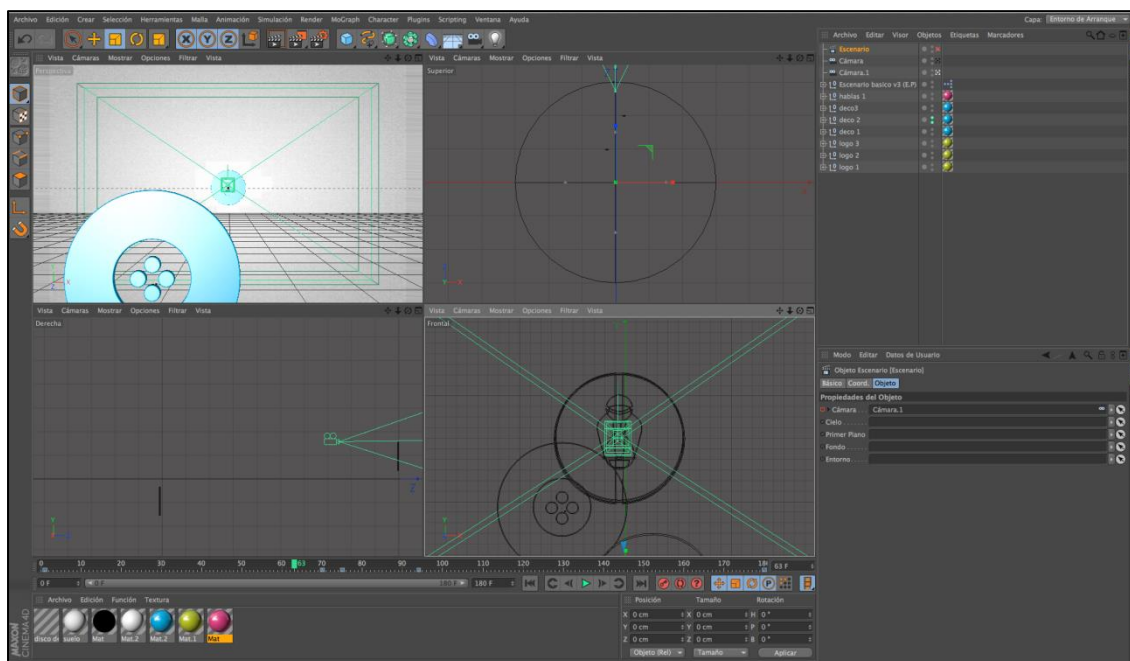 Archivo Edición Crear Selección Herramientas Malla Animación Simulación Render MoGraph Character Plugins Scripting Ventana Ayuda
Capa: Entorno de Arranque
X Y Z
Archivo Editar Visor Objetos Etiquetas Marcadores
Escenario
Cámara
Cámara.1
Escenario basico v3 (E.P)
hablas 1
deco3
deco 2
deco 1
logo 3
logo 2
logo 1
Vista Cámaras Mostrar Opciones Filtrar Vista
Perspectiva
Vista Cámaras Mostrar Opciones Filtrar Vista
Superior
Vista Cámaras Mostrar Opciones Filtrar Vista
Derecha
Vista Cámaras Mostrar Opciones Filtrar Vista
Frontal
Modo Editar Datos de Usuario
Objeto Escenario [Escenario]
Básico Coord. Objeto
Propiedades del Objeto
Cámara . . . Cámara.1
Cielo . . . . .
Primer Plano
Fondo . . . .
Entorno . . .
0 10 20 30 40 50 60 63 70 80 90 100 110 120 130 140 150 160 170 63 F
0 F 0 F 180 F 180 F
Archivo Edición Función Textura
suelo Mat Mat.2 Mat.2 Mat.1 Mat
Posición Tamaño Rotación
X 0 cm X 0 cm H 0 °
Y 0 cm Y 0 cm P 0 °
Z 0 cm Z 0 cm B 0 °
Objeto (Rel) Tamaño Aplicar
MAXON
CINEMA 4D